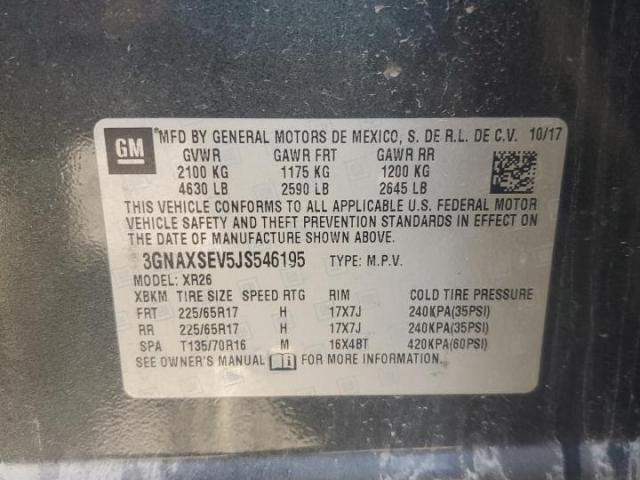 GM
MFD BY GENERAL MOTORS DE MEXICO, S. DE R.L. DE C.V. 10/17
GVWR GAWR FRT GAWR RR
2100 KG 1175 KG 1200 KG
4630 LB 2590 LB 2645 LB
THIS VEHICLE CONFORMS TO ALL APPLICABLE U.S. FEDERAL MOTOR
VEHICLE SAFETY AND THEFT PREVENTION STANDARDS IN EFFECT ON
THE DATE OF MANUFACTURE SHOWN ABOVE.
3GNAXSEV5JS546195 TYPE: M.P.V.
MODEL: XR26
XBKM TIRE SIZE SPEED RTG RIM COLD TIRE PRESSURE
FRT 225/65R17 H 17X7J 240KPA(35PSI)
RR 225/65R17 H 17X7J 240KPA(35PSI)
SPA T135/70R16 M 16X4BT 420KPA(60PSI)
SEE OWNER'S MANUAL FOR MORE INFORMATION.